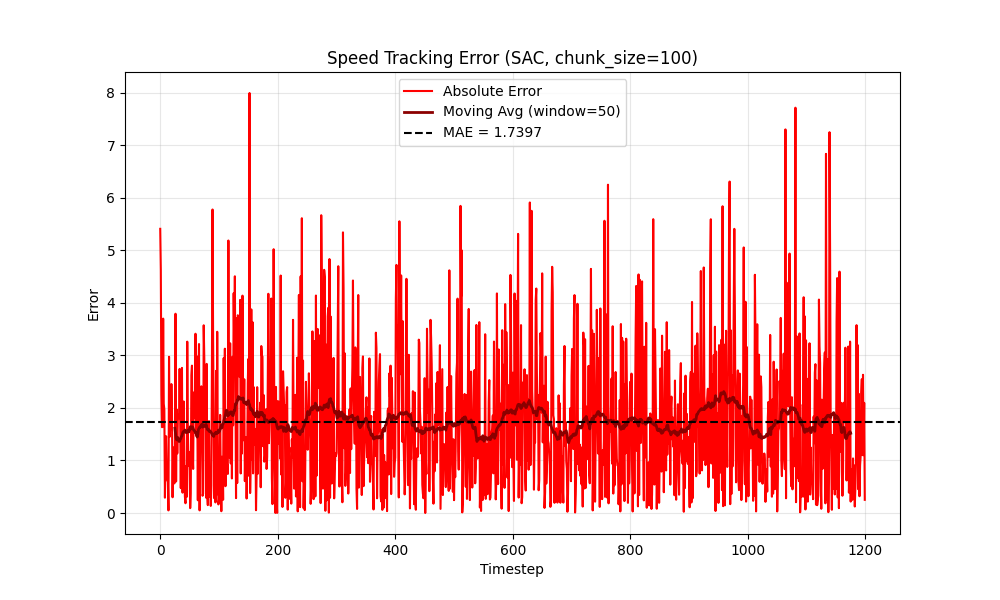 Speed Tracking Error (SAC, chunk_size=100)
Absolute Error
Moving Avg (window=50)
MAE = 1.7397
Error
8
7
6
5
4
3
2
1
0
0 200 400 600 800 1000 1200
Timestep